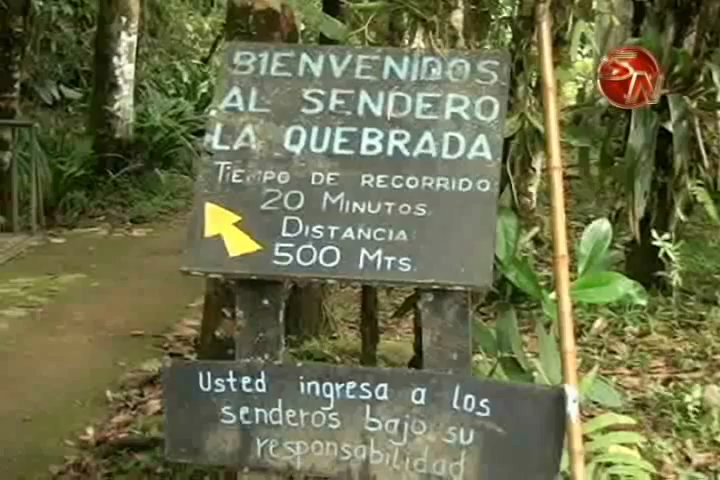 BIENVENIDOS
AL SENDERO
LA QUEBRADA
TIEMPO DE RECORRIDO
20 MINUTOS.
DISTANCIA:
500 MTS.
Usted ingresa a los
senderos bajo su
responsabilidad
SN